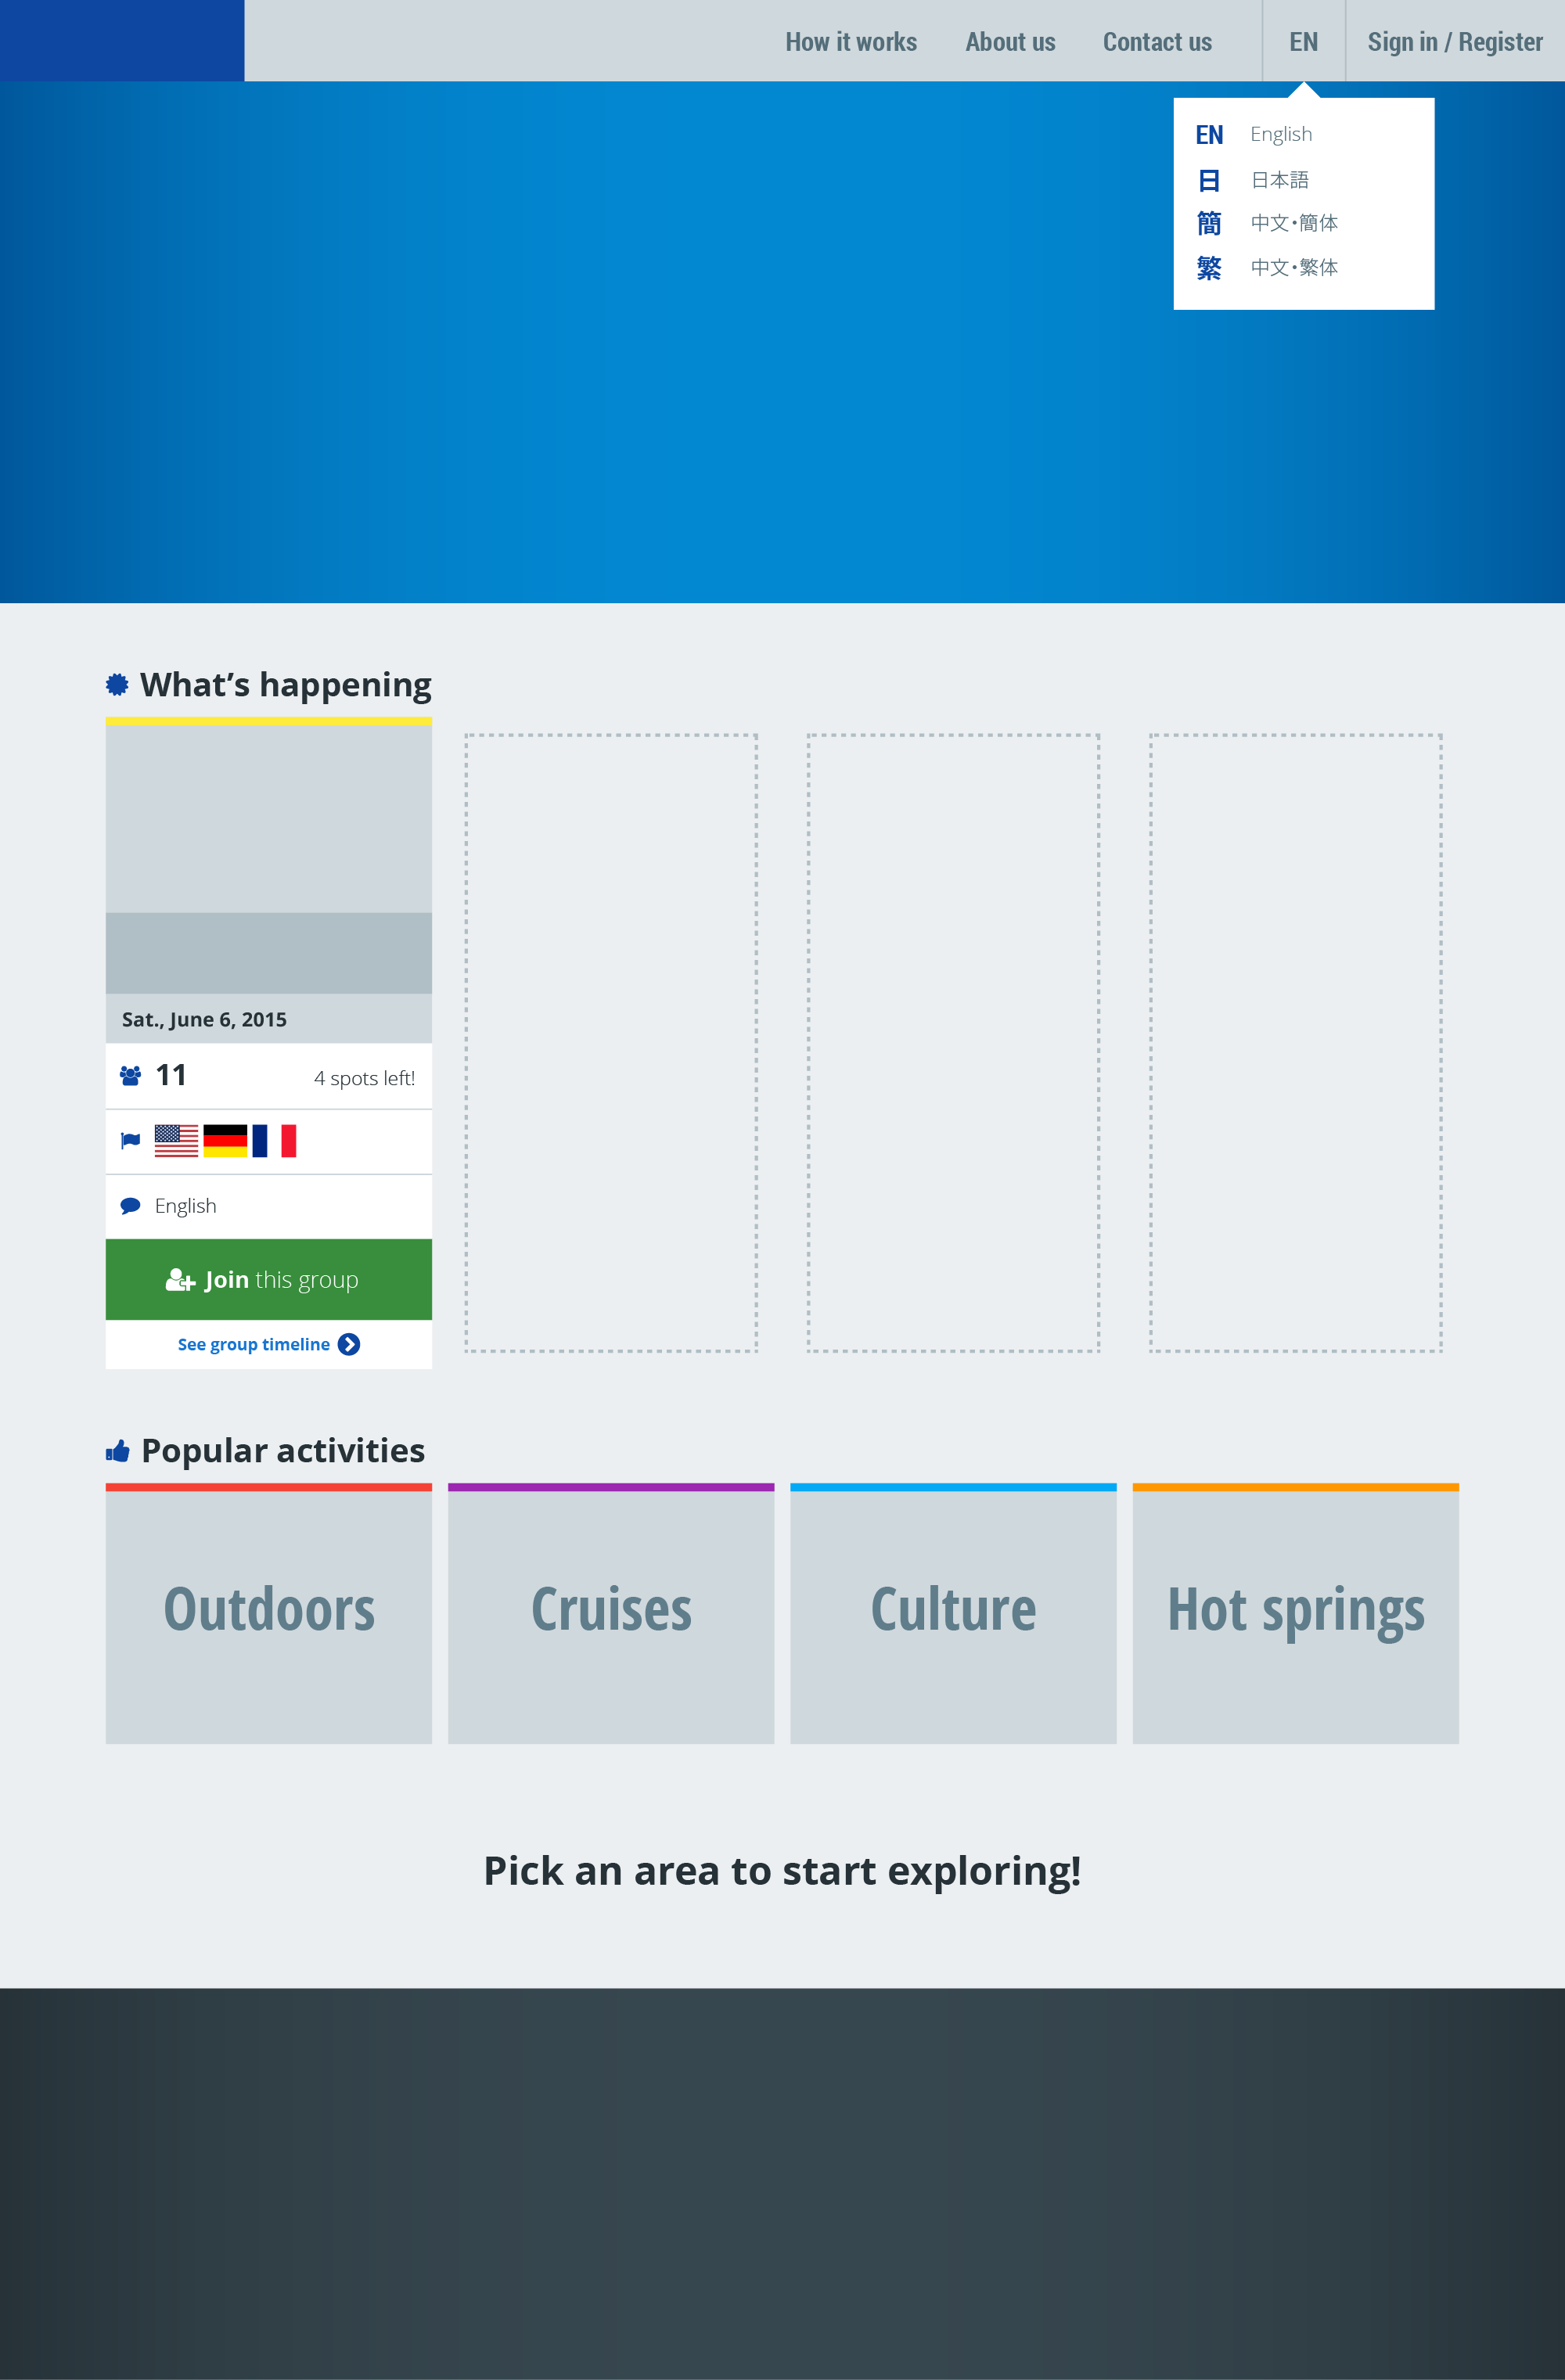 How it works About us Contact us EN Sign in / Register
EN English
日 日本語
簡 中文・簡体
繁 中文・繁体
What’s happening
Sat., June 6, 2015
11 4 spots left!
English
Join this group
See group timeline
Popular activities
Outdoors Cruises Culture Hot springs
Pick an area to start exploring!